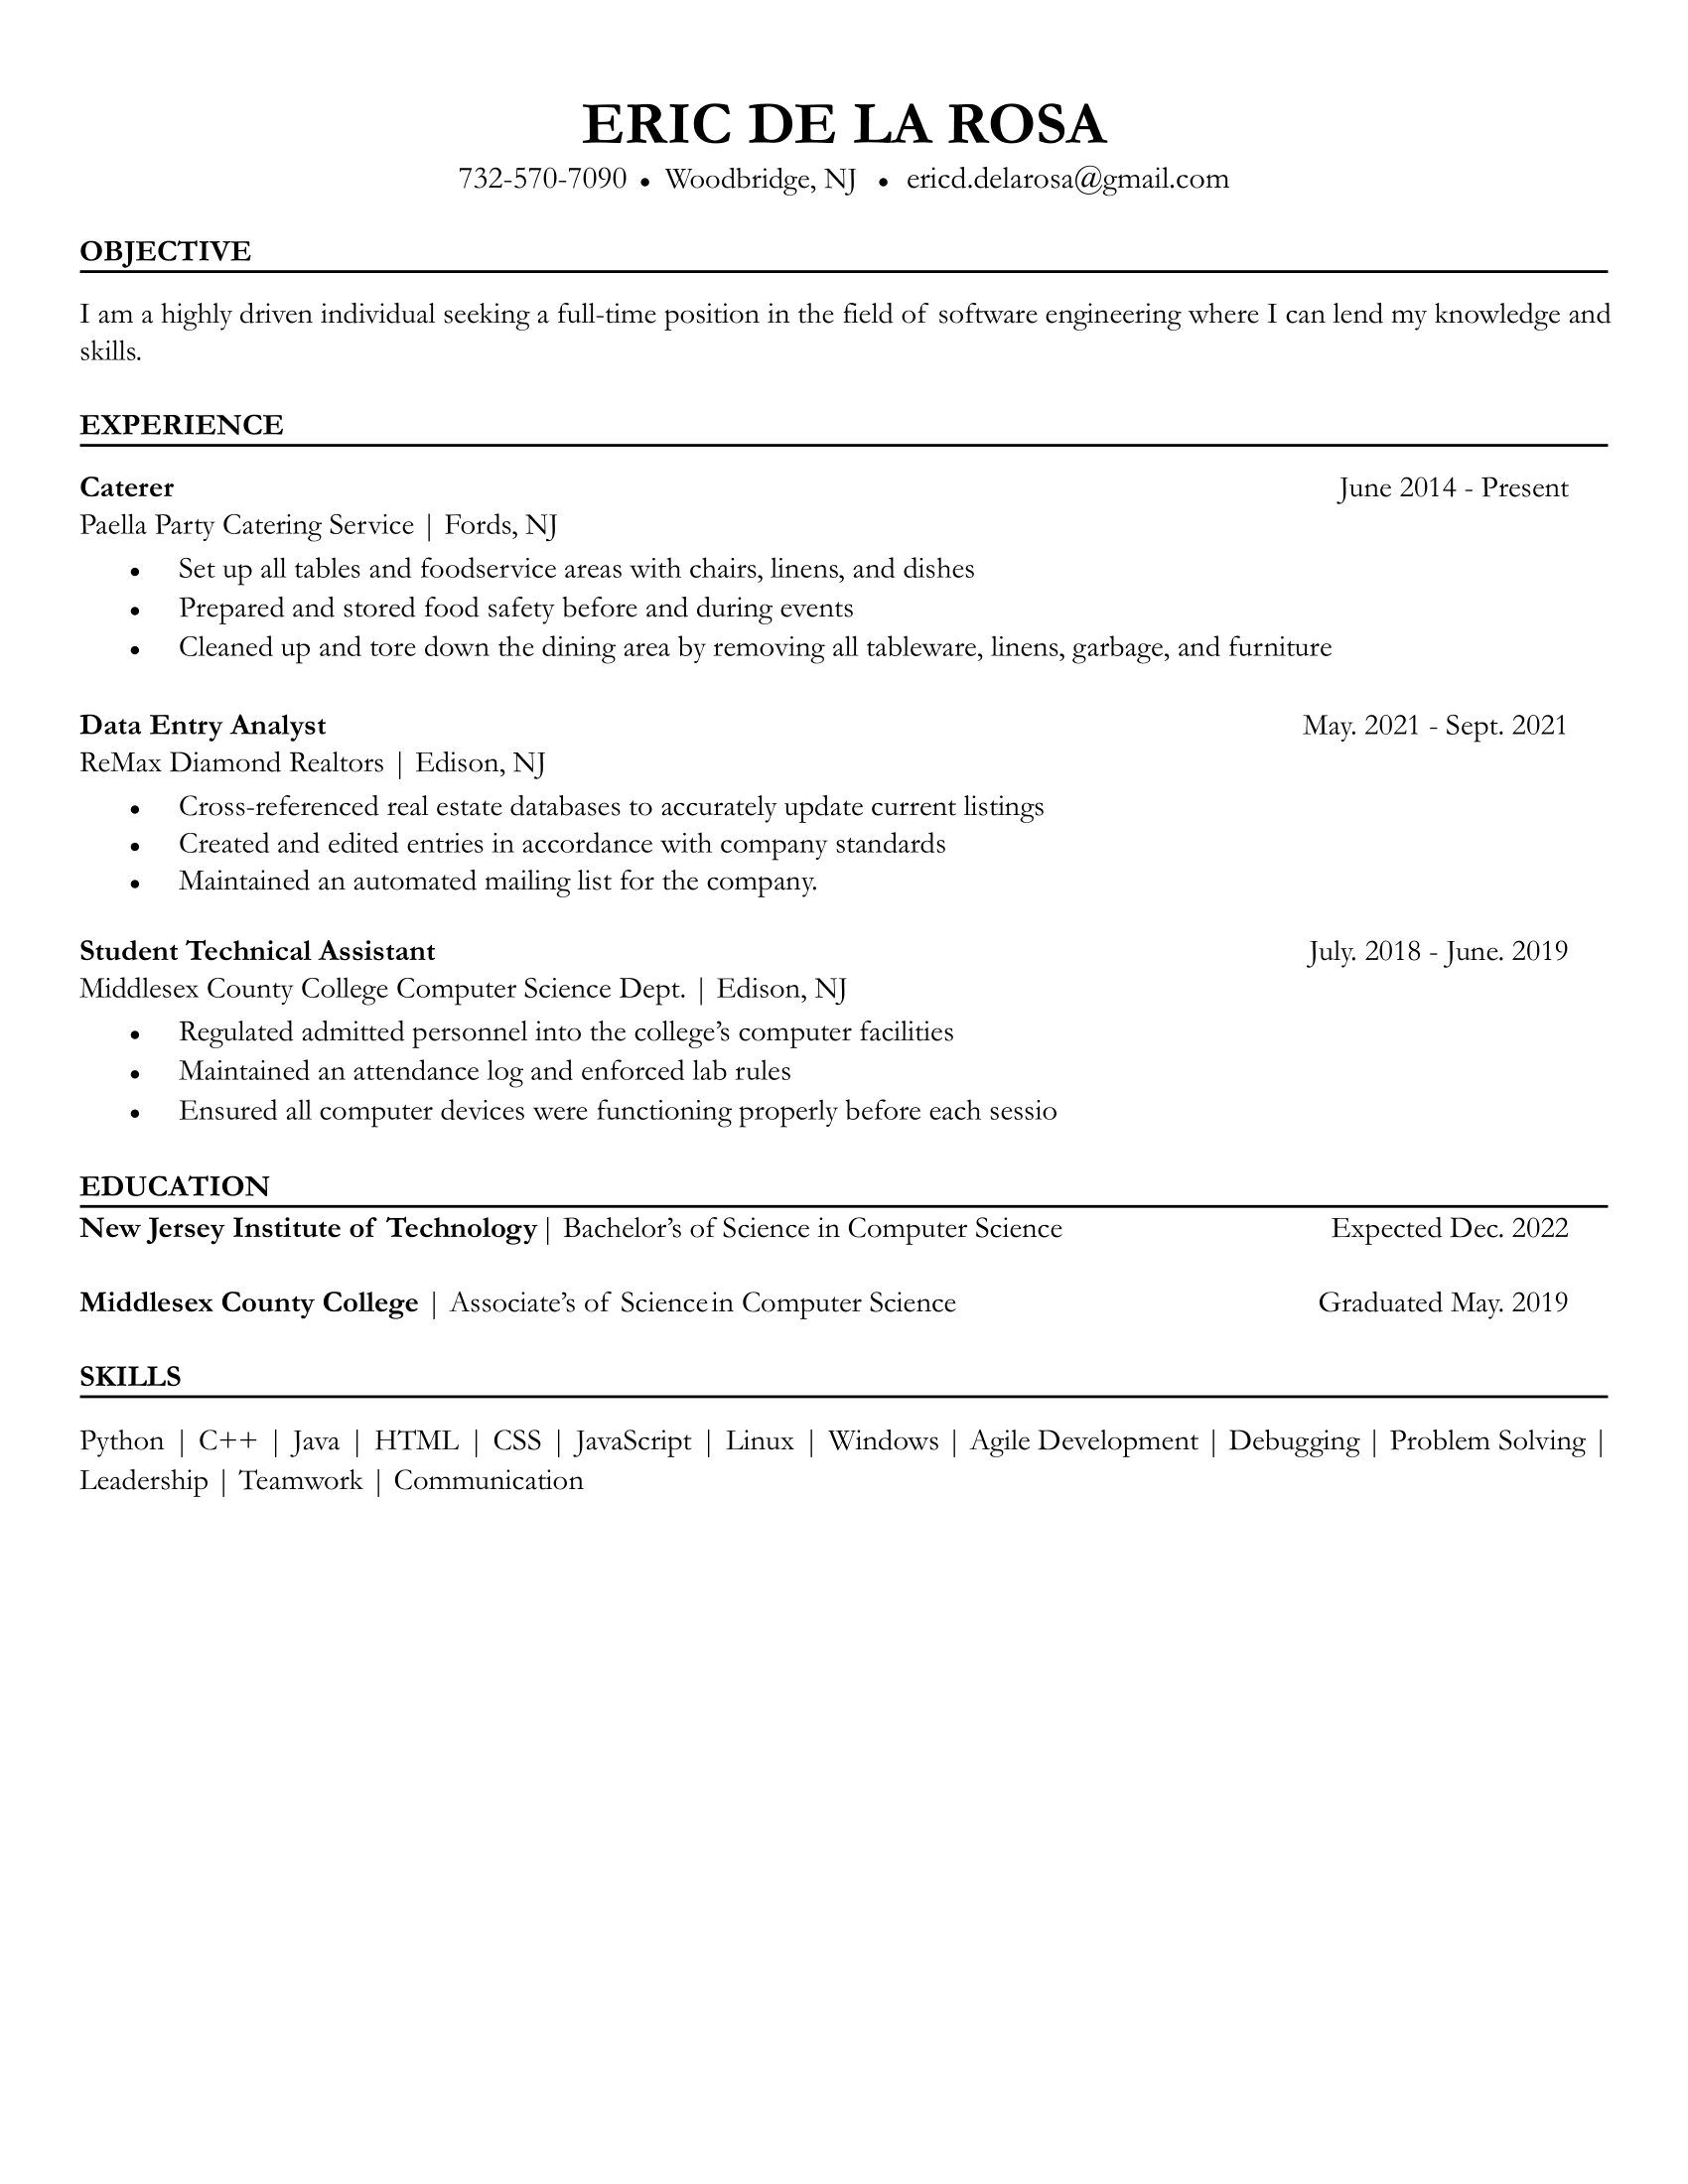 ERIC DE LA ROSA
732-570-7090 • Woodbridge, NJ • ericd.delarosa@gmail.com
OBJECTIVE
I am a highly driven individual seeking a full-time position in the field of software engineering where I can lend my knowledge and
skills.
EXPERIENCE
Caterer June 2014 - Present
Paella Party Catering Service | Fords, NJ
• Set up all tables and foodservice areas with chairs, linens, and dishes
• Prepared and stored food safety before and during events
• Cleaned up and tore down the dining area by removing all tableware, linens, garbage, and furniture
Data Entry Analyst May. 2021 - Sept. 2021
ReMax Diamond Realtors | Edison, NJ
• Cross-referenced real estate databases to accurately update current listings
• Created and edited entries in accordance with company standards
• Maintained an automated mailing list for the company.
Student Technical Assistant July. 2018 - June. 2019
Middlesex County College Computer Science Dept. | Edison, NJ
• Regulated admitted personnel into the college’s computer facilities
• Maintained an attendance log and enforced lab rules
• Ensured all computer devices were functioning properly before each sessio
EDUCATION
New Jersey Institute of Technology | Bachelor’s of Science in Computer Science Expected Dec. 2022
Middlesex County College | Associate’s of Science in Computer Science Graduated May. 2019
SKILLS
Python | C++ | Java | HTML | CSS | JavaScript | Linux | Windows | Agile Development | Debugging | Problem Solving |
Leadership | Teamwork | Communication